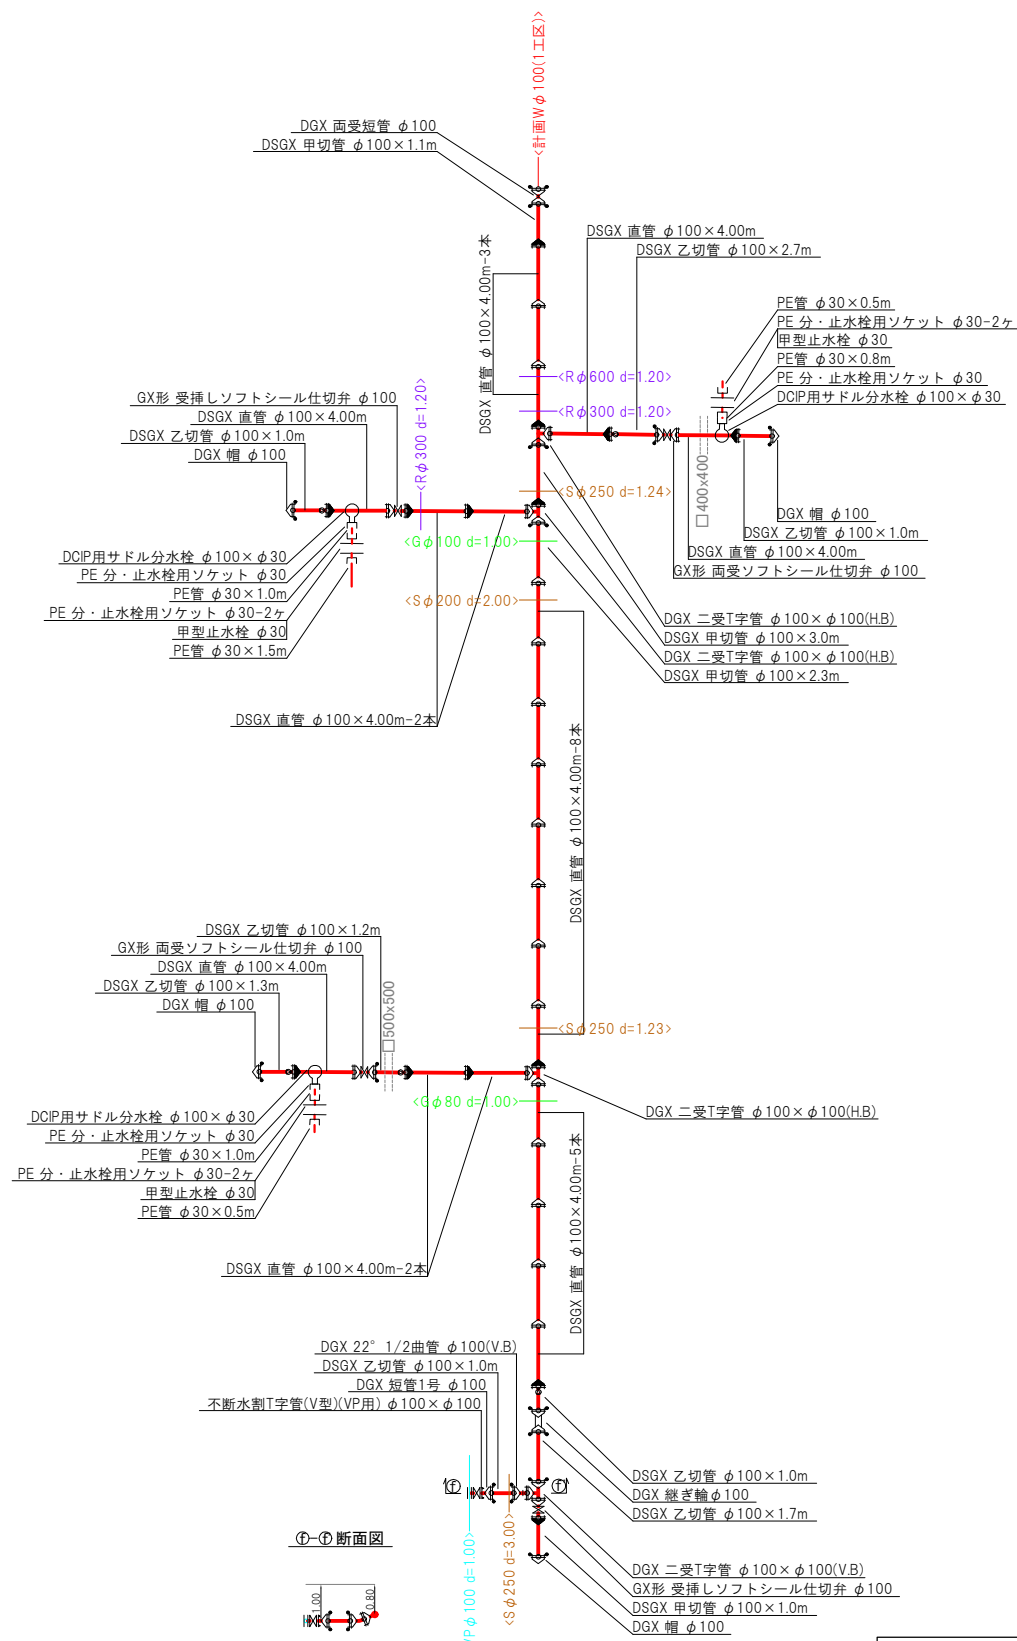 <計画Wφ100(1工区)>
DGX 両受短管 φ100
DSGX 甲切管 φ100×1.1m
DSGX 直管 φ100×4.00m-3本
DSGX 直管 φ100×4.00m
DSGX 乙切管 φ100×2.7m
PE管 φ30×0.5m
PE 分・止水栓用ソケット φ30-2ヶ
甲型止水栓 φ30
PE管 φ30×0.8m
PE 分・止水栓用ソケット φ30
DCIP用サドル分水栓 φ100×φ30
<Rφ600 d=1.20>
<Rφ300 d=1.20>
<Rφ300 d=1.20>
GX形 受挿しソフトシール仕切弁 φ100
DSGX 直管 φ100×4.00m
DSGX 乙切管 φ100×1.0m
DGX 帽 φ100
□400x400
<Sφ250 d=1.24>
DGX 帽 φ100
DSGX 乙切管 φ100×1.0m
DSGX 直管 φ100×4.00m
GX形 両受ソフトシール仕切弁 φ100
<Gφ100 d=1.00>
DCIP用サドル分水栓 φ100×φ30
PE 分・止水栓用ソケット φ30
PE管 φ30×1.0m
PE 分・止水栓用ソケット φ30-2ヶ
甲型止水栓 φ30
PE管 φ30×1.5m
<Sφ200 d=2.00>
DGX 二受T字管 φ100×φ100(H.B)
DSGX 甲切管 φ100×3.0m
DGX 二受T字管 φ100×φ100(H.B)
DSGX 甲切管 φ100×2.3m
DSGX 直管 φ100×4.00m-2本
DSGX 直管 φ100×4.00m-8本
DSGX 乙切管 φ100×1.2m
GX形 両受ソフトシール仕切弁 φ100
DSGX 直管 φ100×4.00m
DSGX 乙切管 φ100×1.3m
DGX 帽 φ100
□500x500
<Sφ250 d=1.23>
<Gφ80 d=1.00>
DGX 二受T字管 φ100×φ100(H.B)
DCIP用サドル分水栓 φ100×φ30
PE 分・止水栓用ソケット φ30
PE管 φ30×1.0m
PE 分・止水栓用ソケット φ30-2ヶ
甲型止水栓 φ30
PE管 φ30×0.5m
DSGX 直管 φ100×4.00m-2本
DSGX 直管 φ100×4.00m-5本
DGX 22° 1/2曲管 φ100(V.B)
DSGX 乙切管 φ100×1.0m
DGX 短管1号 φ100
不断水割T字管(V型)(VP用) φ100×φ100
DSGX 乙切管 φ100×1.0m
DGX 継ぎ輪φ100
DSGX 乙切管 φ100×1.7m
ⓕ
ⓕ
ⓕ-ⓕ 断面図
1.00
0.80
<VPφ100 d=1.00>
<Sφ250 d=3.00>
DGX 二受T字管 φ100×φ100(V.B)
GX形 受挿しソフトシール仕切弁 φ100
DSGX 甲切管 φ100×1.0m
DGX 帽 φ100